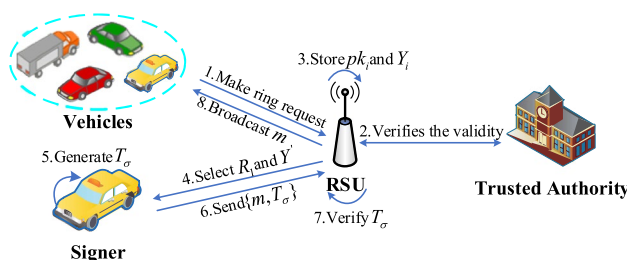 3.Store pk_i and Y_i
1.Make ring request
8.Broadcast m
2.Verifies the validity
Vehicles
5.Generate T_σ
4.Select R_i and Y
RSU
Trusted Authority
6.Send{m,T_σ}
7.Verify T_σ
Signer